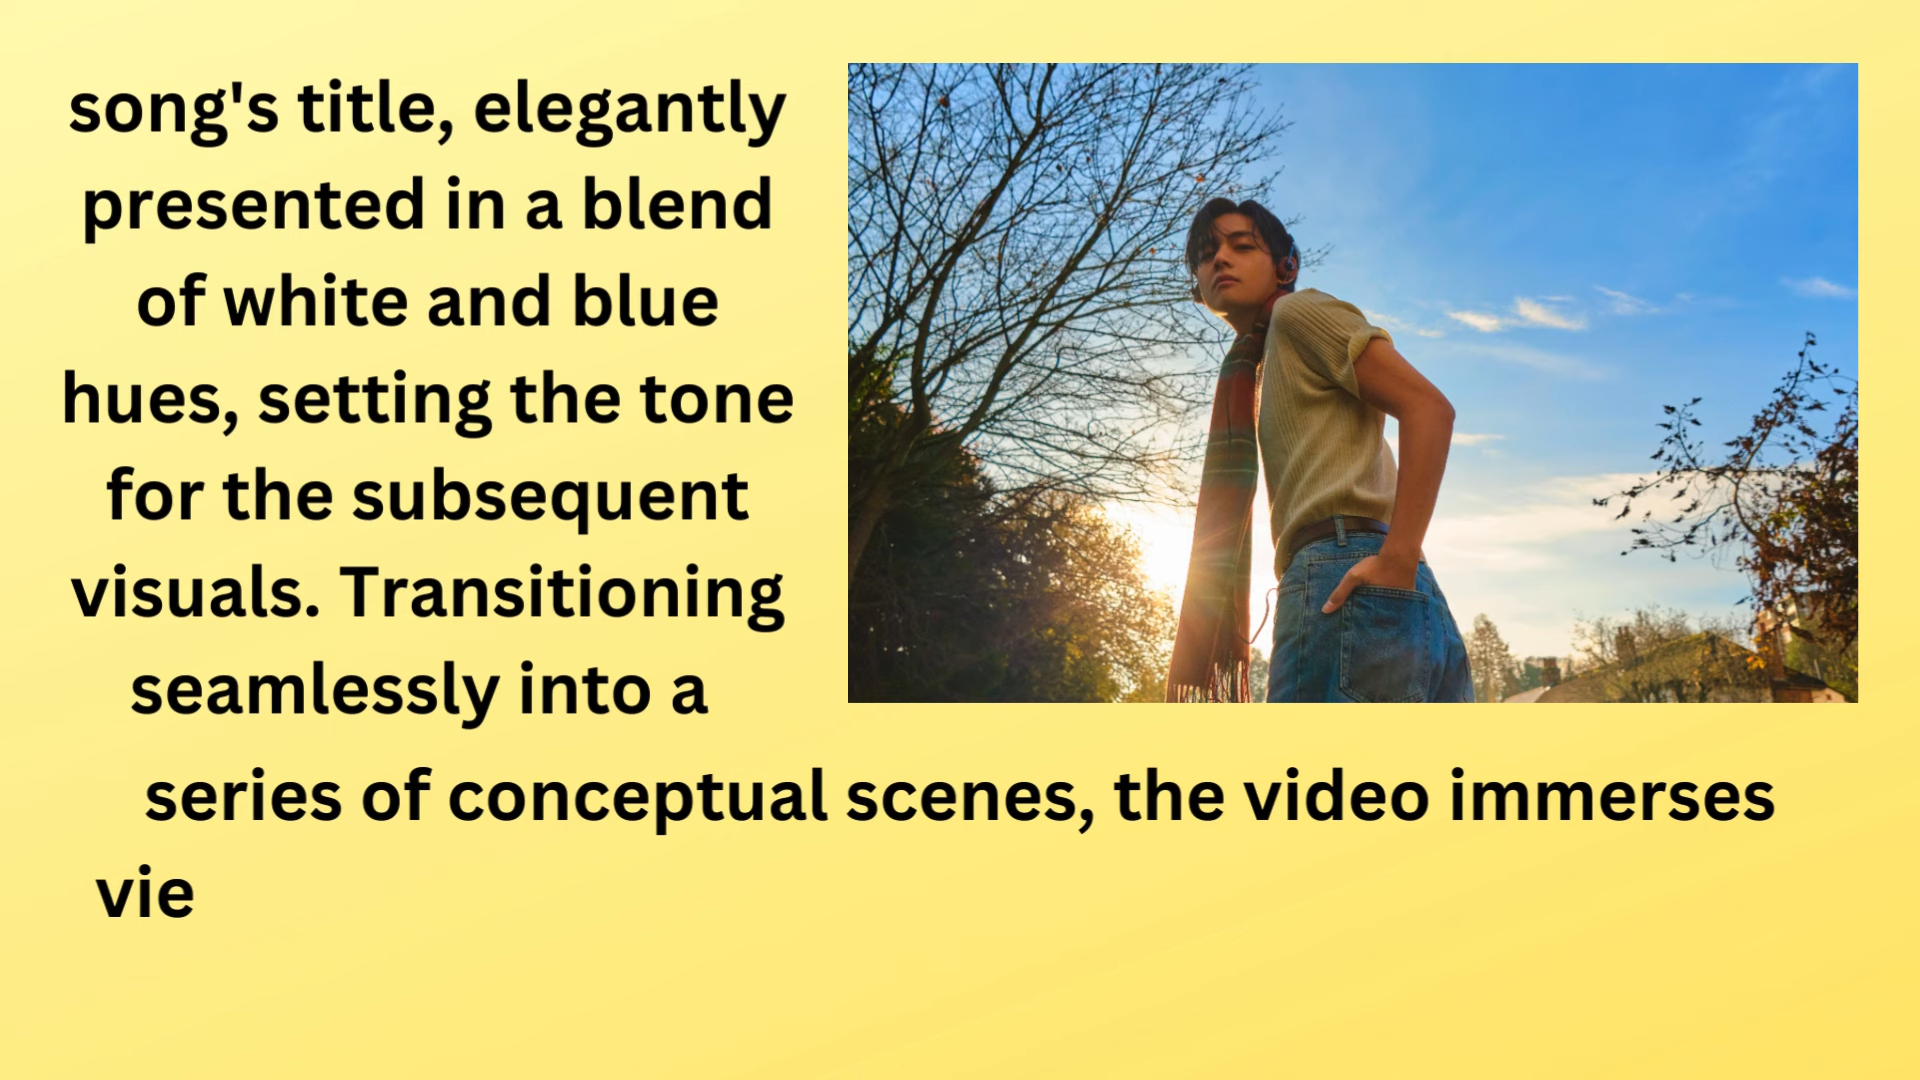 song's title, elegantly
presented in a blend
of white and blue
hues, setting the tone
for the subsequent
visuals. Transitioning
seamlessly into a
series of conceptual scenes, the video immerses
vie